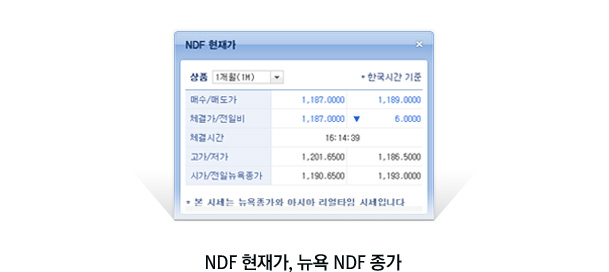 NDF 현재가
상품 1개월(1M) * 한국시간 기준
매수/매도가 1,187.0000 1,189.0000
체결가/전일비 1,187.0000 ▼ 6.0000
체결시간 16:14:39
고가/저가 1,201.6500 1,186.5000
시가/전일뉴욕종가 1,190.6500 1,193.0000
* 본 시세는 뉴욕종가와 아시아 리얼타임 시세입니다
NDF 현재가, 뉴욕 NDF 종가